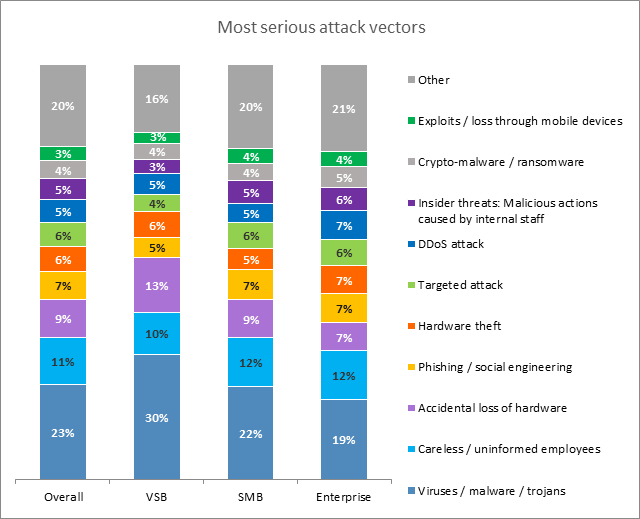 Most serious attack vectors
20%
3%
4%
5%
5%
6%
6%
7%
9%
11%
23%
16%
3%
4%
3%
5%
4%
6%
5%
13%
10%
30%
20%
4%
4%
5%
5%
6%
5%
7%
9%
12%
22%
21%
4%
5%
6%
7%
6%
7%
7%
7%
12%
19%
Overall
VSB
SMB
Enterprise
Other
Exploits / loss through mobile devices
Crypto-malware / ransomware
Insider threats: Malicious actions
caused by internal staff
DDoS attack
Targeted attack
Hardware theft
Phishing / social engineering
Accidental loss of hardware
Careless / uninformed employees
Viruses / malware / trojans